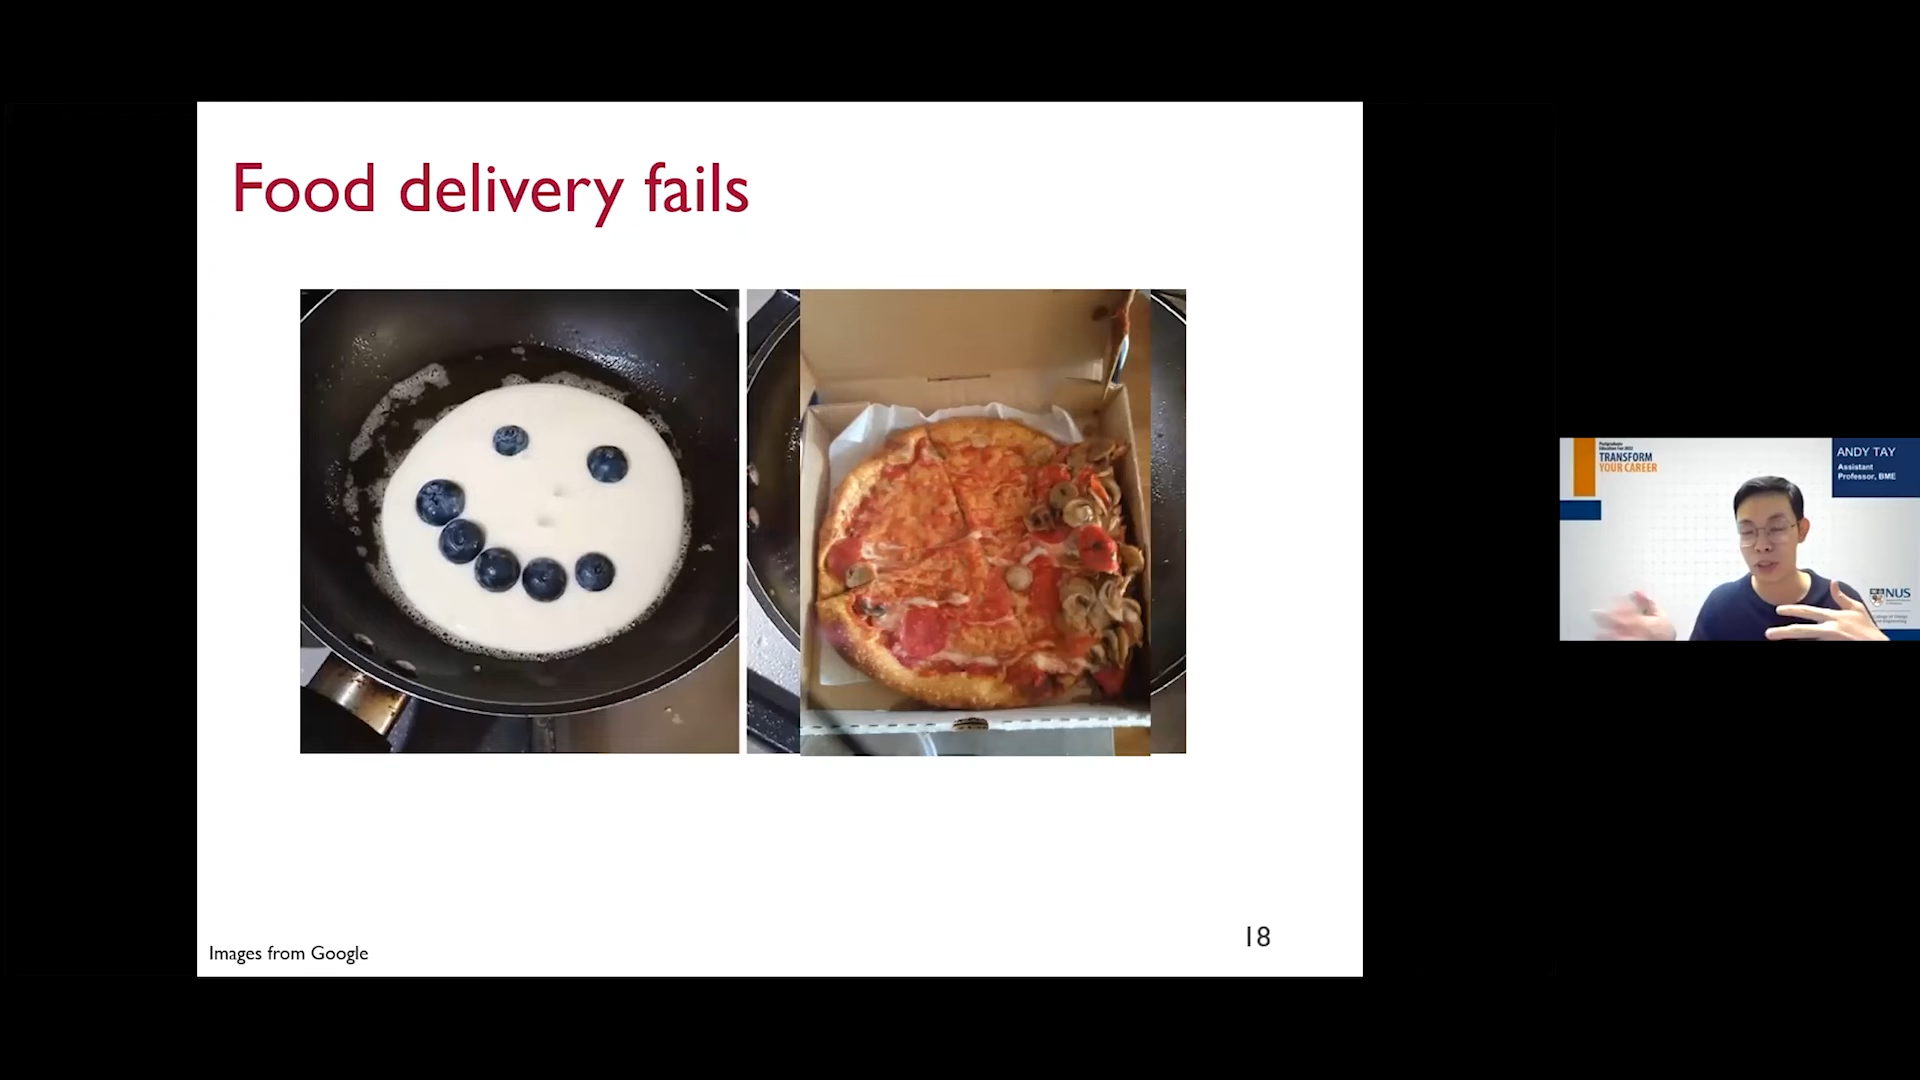 Food delivery fails
Images from Google
18
TRANSFORM
YOUR CAREER
ANDY TAY
Assistant
Professor, BME
NUS